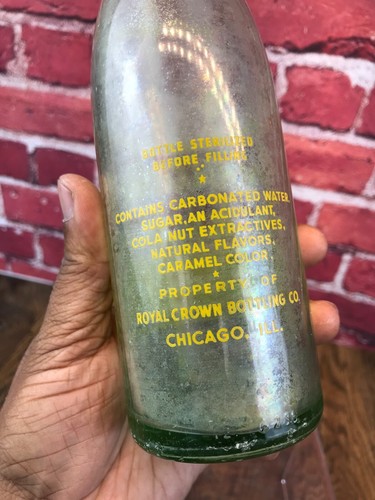 BOTTLE STERILIZED
BEFORE FILLING
CONTAINS CARBONATED WATER,
SUGAR, AN ACIDULANT,
COLA NUT EXTRACTIVES,
NATURAL FLAVORS,
CARAMEL COLOR
PROPERTY OF
ROYAL CROWN BOTTLING CO.
CHICAGO, ILL.